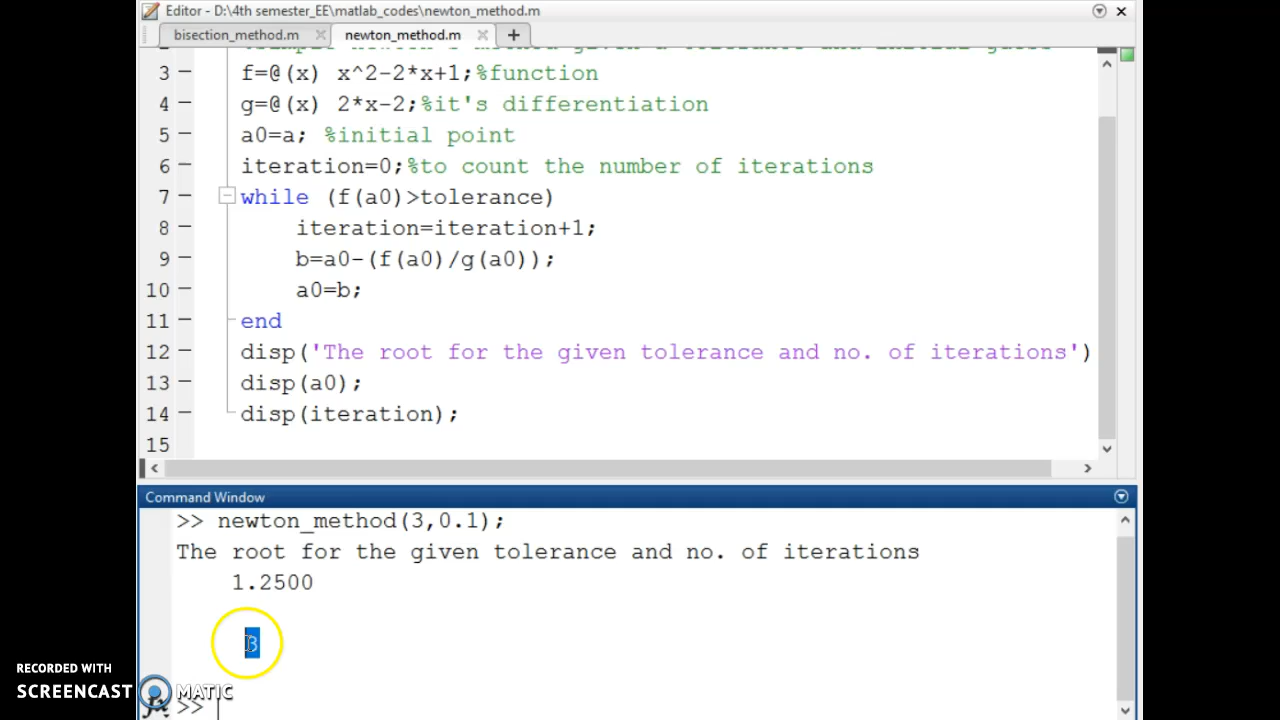 Editor - D:\4th semester_EE\matlab_codes\newton_method.m
bisection_method.m newton_method.m
3 f=@(x) x^2-2*x+1;%function
4 g=@(x) 2*x-2;%it's differentiation
5 a0=a; %initial point
6 iteration=0;%to count the number of iterations
7 while (f(a0)>tolerance)
8 iteration=iteration+1;
9 b=a0-(f(a0)/g(a0));
10 a0=b;
11 end
12 disp('The root for the given tolerance and no. of iterations')
13 disp(a0);
14 disp(iteration);
15
Command Window
>> newton_method(3,0.1);
The root for the given tolerance and no. of iterations
1.2500
3
RECORDED WITH
SCREENCAST MATIC
fx >>